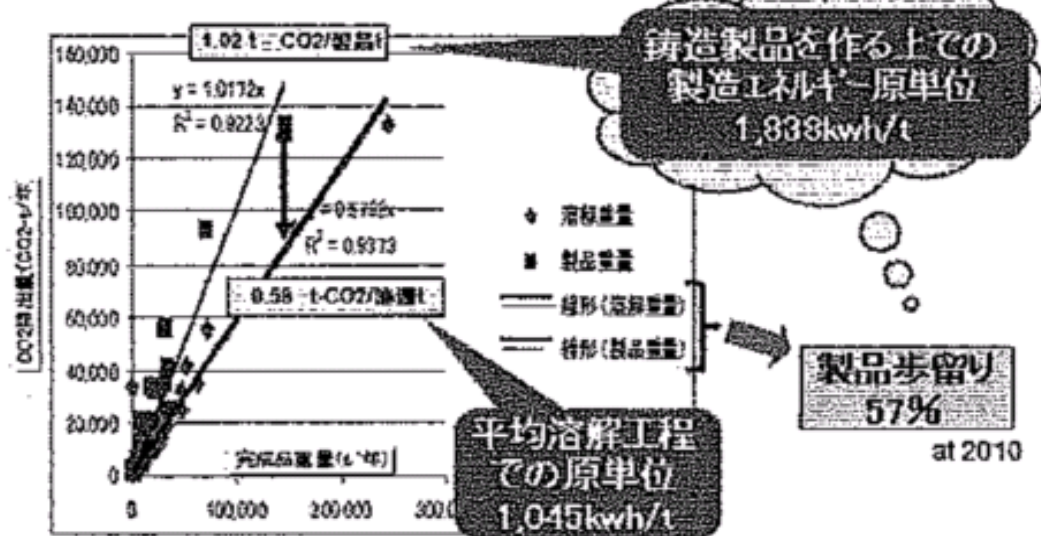 1.02 t-CO2/製品t
鋳造製品を作る上での
製造エネルギー原単位
1,838kwh/t
160,000
140,000
120,000
100,000
80,000
60,000
40,000
20,000
0
CO2排出量(CO2-t/年)
y = 1.0172x
R² = 0.9223
R² = 0.9373
0.58 t-CO2/溶湯t
完成品重量(t/年)
0
100,000
200,000
溶極重量
製品重量
線形(溶極重量)
線形(製品重量)
平均溶解工程
での原単位
1,045kwh/t
製品歩留り
57%
at 2010